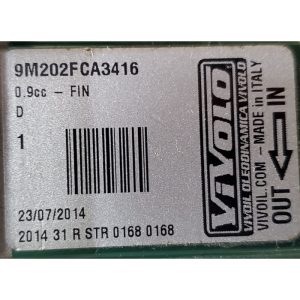 9M202FCA3416
0.9cc - FIN
D
1
23/07/2014
2014 31 R STR 0168 0168
VIVOLO
VIVOIL OLEODINAMICA VIVOLO
VIVOIL.COM - MADE in ITALY
OUT
IN